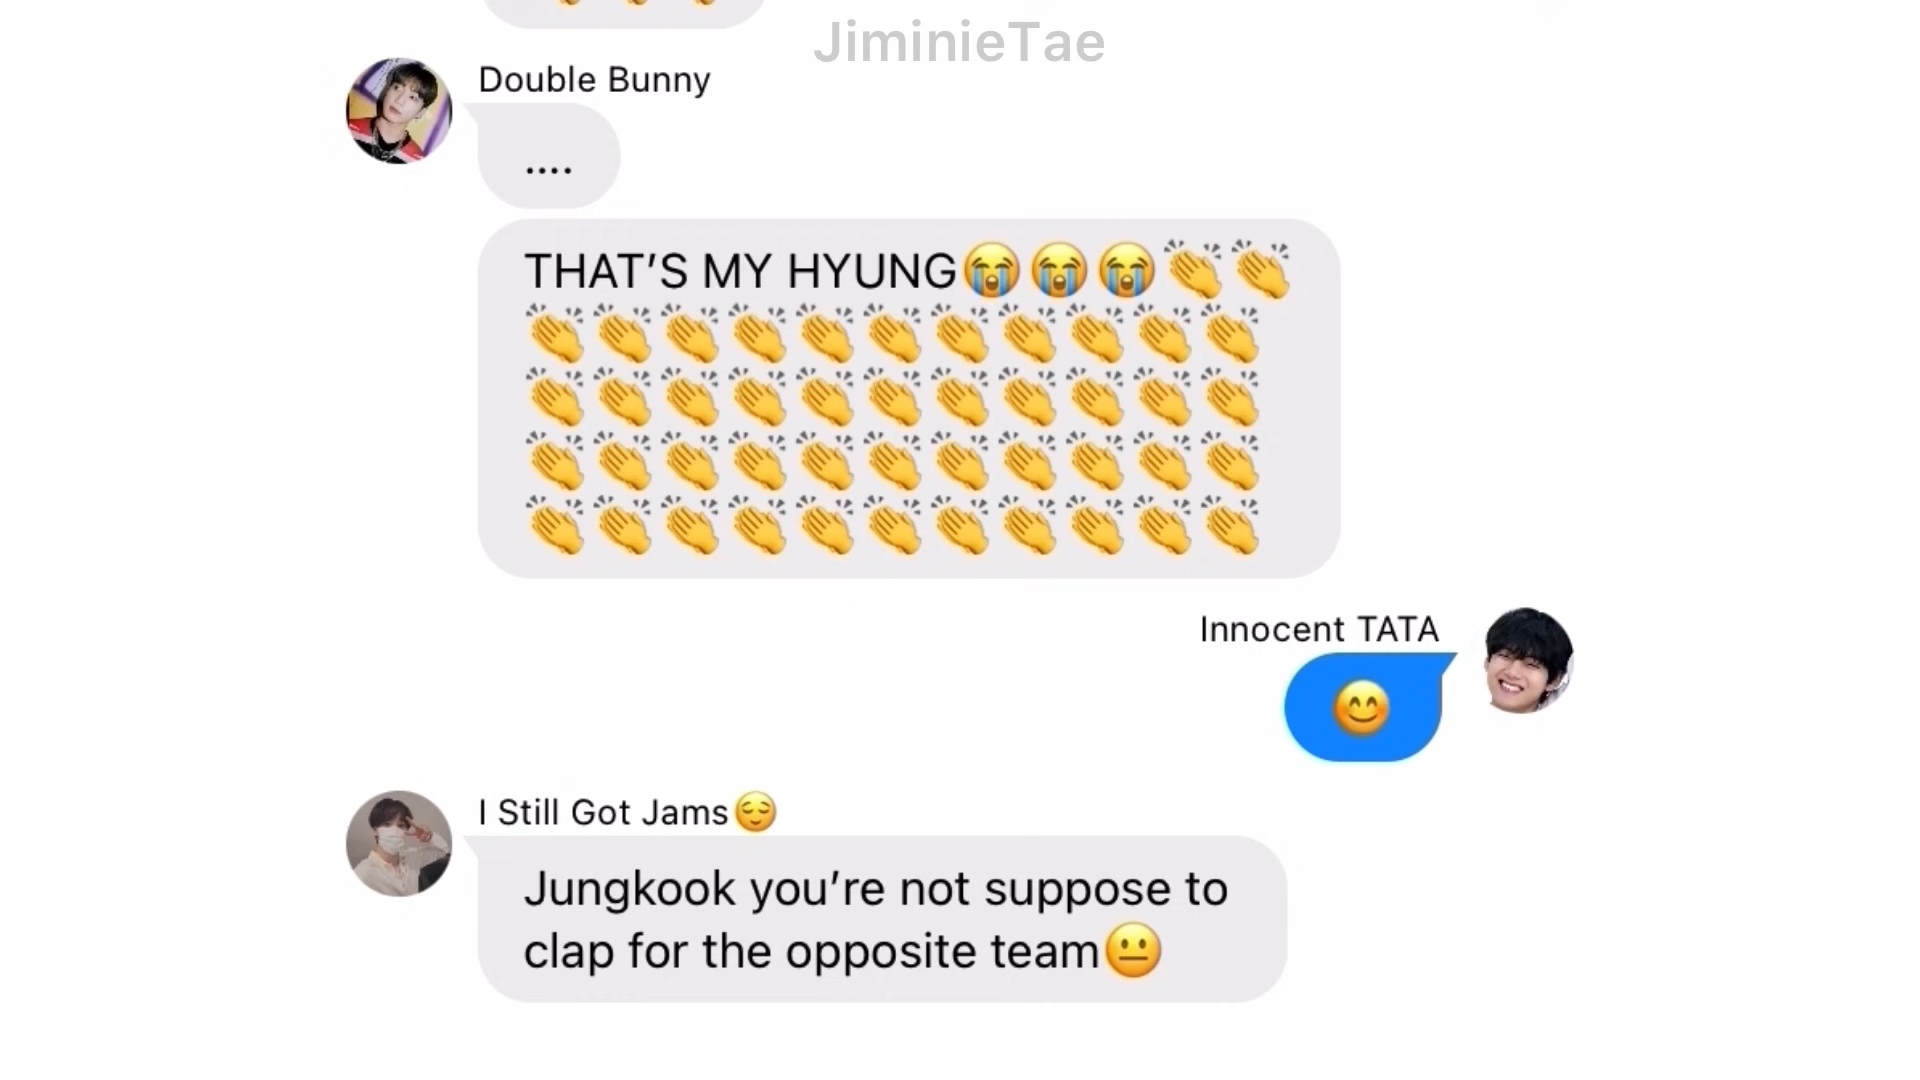 JiminieTae
Double Bunny
....
THAT’S MY HYUNG😭😭😭👏👏
👏👏👏👏👏👏👏👏👏👏👏
👏👏👏👏👏👏👏👏👏👏👏
👏👏👏👏👏👏👏👏👏👏👏
👏👏👏👏👏👏👏👏👏👏👏
Innocent TATA
😊
I Still Got Jams😌
Jungkook you’re not suppose to
clap for the opposite team😐